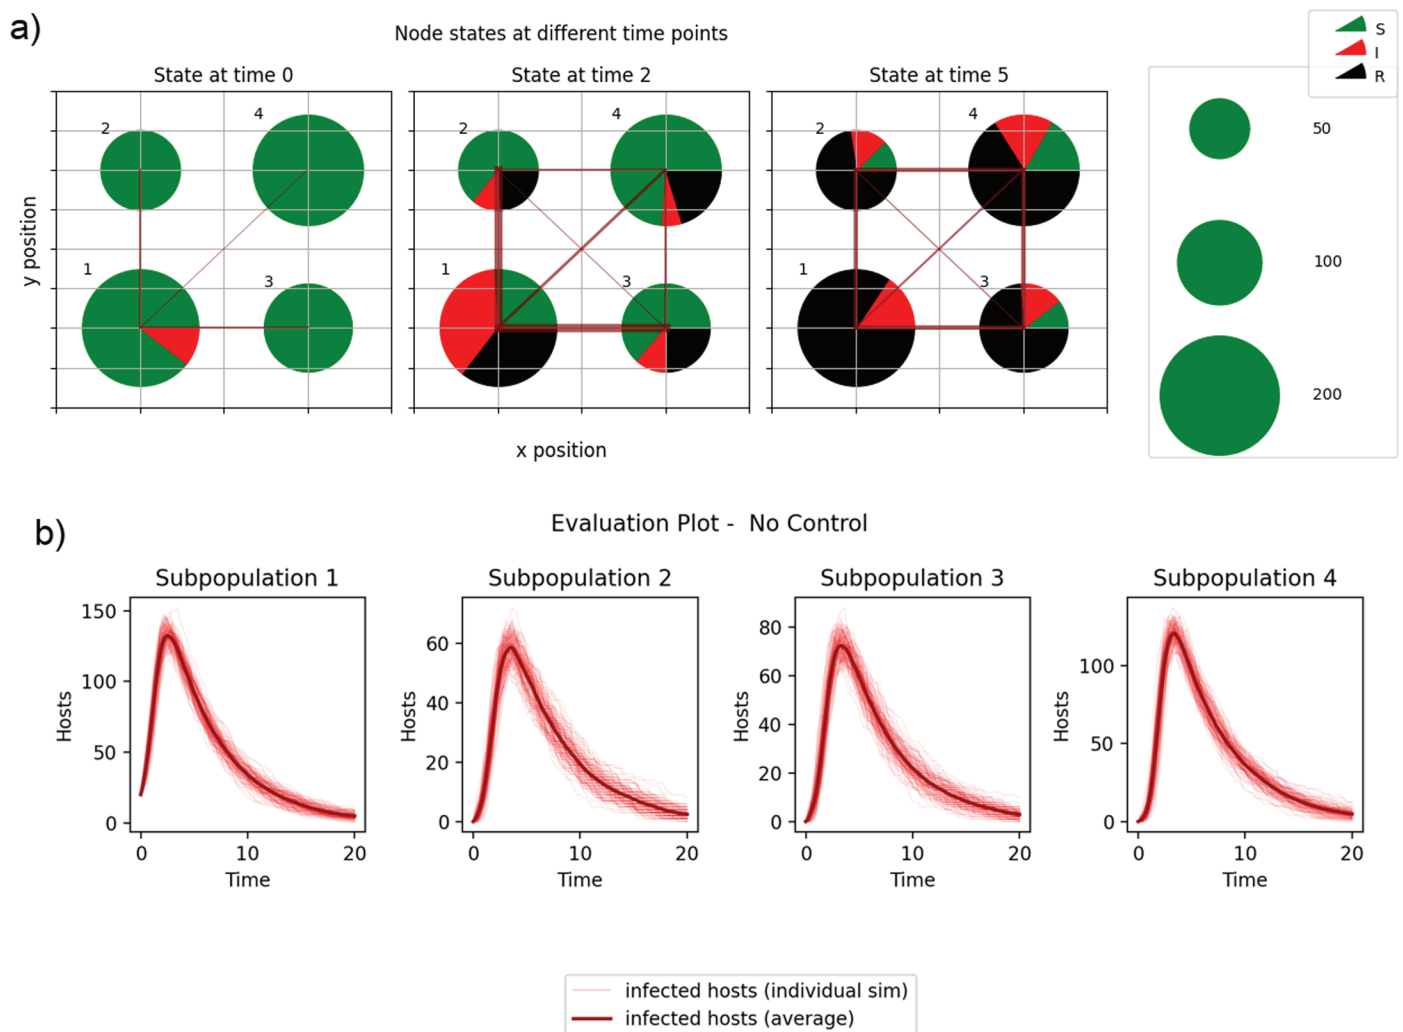 a)
Node states at different time points
S
I
R
State at time 0
State at time 2
State at time 5
4
2
1
3
4
2
1
3
4
2
1
3
50
100
200
y position
x position
b)
Evaluation Plot -  No Control
Subpopulation 1
Subpopulation 2
Subpopulation 3
Subpopulation 4
Hosts
150
100
50
0
0
10
20
Time
Hosts
60
40
20
0
0
10
20
Time
Hosts
80
60
40
20
0
0
10
20
Time
Hosts
100
50
0
0
10
20
Time
infected hosts (individual sim)
infected hosts (average)